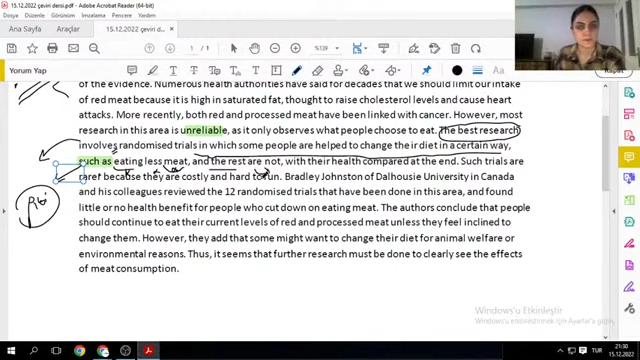 15.12.2022 çeviri dersi.pdf - Adobe Acrobat Reader (64-bit)
Dosya Düzenle Görünüm İmzala Pencere Yardım
Ana Sayfa Araçlar 15.12.2022 çeviri dersi...
%139
Yorum Yap
of the evidence. Numerous health authorities have said for decades that we should limit our intake
of red meat because it is high in saturated fat, thought to raise cholesterol levels and cause heart
attacks. More recently, both red and processed meat have been linked with cancer. However, most
research in this area is unreliable, as it only observes what people choose to eat. The best research
involves randomised trials in which some people are helped to change their diet in a certain way,
such as eating less meat, and the rest are not, with their health compared at the end. Such trials are
rarer because they are costly and hard to run. Bradley Johnston of Dalhousie University in Canada
and his colleagues reviewed the 12 randomised trials that have been done in this area, and found
little or no health benefit for people who cut down on eating meat. The authors conclude that people
should continue to eat their current levels of red and processed meat unless they feel inclined to
change them. However, they add that some might want to change their diet for animal welfare or
environmental reasons. Thus, it seems that further research must be done to clearly see the effects
of meat consumption.
Windows'u Etkinleştir
Windows'u etkinleştirmek için Ayarlar'a gidin.
TUR
21:30
15.12.2022